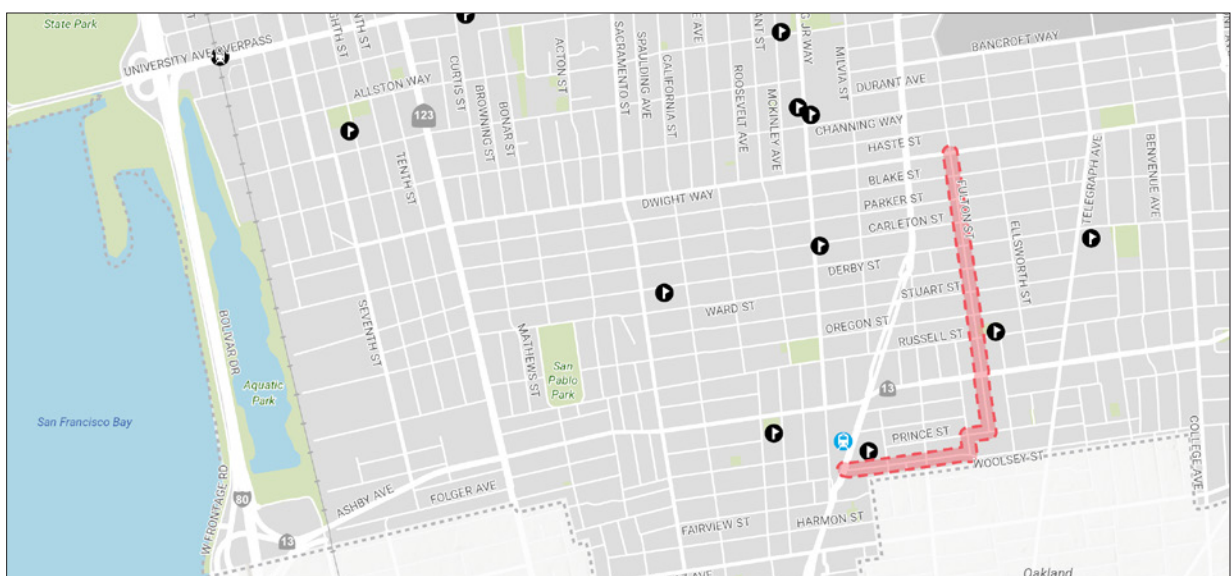 State Park
UNIVERSITY AVE OVERPASS
ALLSTON WAY
CURTIS ST
BROWNING ST
BONAR ST
ACTON ST
SACRAMENTO ST
SPAULDING AVE
CALIFORNIA ST
ROOSEVELT AVE
MCKINLEY AVE
JR WAY
MILVIA ST
BANCROFT WAY
DURANT AVE
CHANNING WAY
HASTE ST
123
TENTH ST
DWIGHT WAY
BLAKE ST
PARKER ST
CARLETON ST
FULTON ST
ELLSWORTH ST
TELEGRAPH AVE
BENVENUE AVE
DERBY ST
STUART ST
WARD ST
OREGON ST
RUSSELL ST
SEVENTH ST
MATHEWS ST
San
Pablo
Park
BOLIVAR DR
Aquatic
Park
San Francisco Bay
13
PRINCE ST
WOOLSEY ST
COLLEGE AVE
W FRONTAGE RD
80
13
ASHBY AVE
FOLGER AVE
FAIRVIEW ST
HARMON ST
Oakland